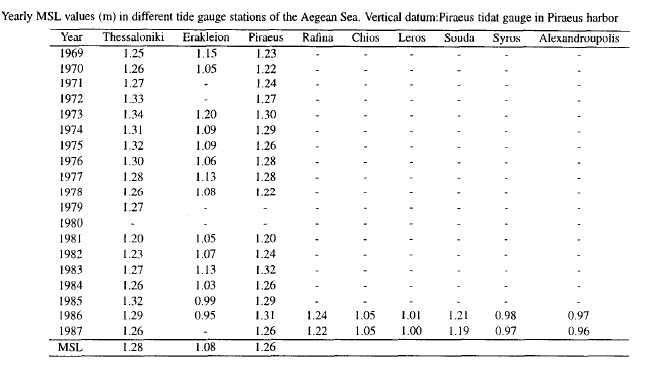 Yearly MSL values (m) in different tide gauge stations of the Aegean Sea. Vertical datum:Piraeus tidat gauge in Piraeus harbor
Year Thessaloniki Erakleion Piraeus Rafina Chios Leros Souda Syros Alexandroupolis
1969 1.25 1.15 1.23 - - - - - -
1970 1.26 1.05 1.22 - - - - - -
1971 1.27 - 1.24 - - - - - -
1972 1.33 - 1.27 - - - - - -
1973 1.34 1.20 1.30 - - - - - -
1974 1.31 1.09 1.29 - - - - - -
1975 1.32 1.09 1.26 - - - - - -
1976 1.30 1.06 1.28 - - - - - -
1977 1.28 1.13 1.28 - - - - - -
1978 1.26 1.08 1.22 - - - - - -
1979 1.27 - - - - - - - -
1980 - - - - - - - - -
1981 1.20 1.05 1.20 - - - - - -
1982 1.23 1.07 1.24 - - - - - -
1983 1.27 1.13 1.32 - - - - - -
1984 1.26 1.03 1.26 - - - - - -
1985 1.32 0.99 1.29 - - - - - -
1986 1.29 0.95 1.31 1.24 1.05 1.01 1.21 0.98 0.97
1987 1.26 - 1.26 1.22 1.05 1.00 1.19 0.97 0.96
MSL 1.28 1.08 1.26